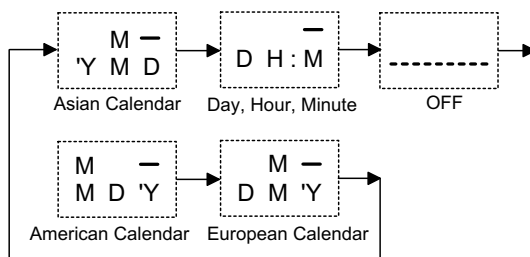 M —
'Y M D
Asian Calendar
—
D H : M
Day, Hour, Minute
---------
OFF
M —
M D 'Y
American Calendar
M —
D M 'Y
European Calendar